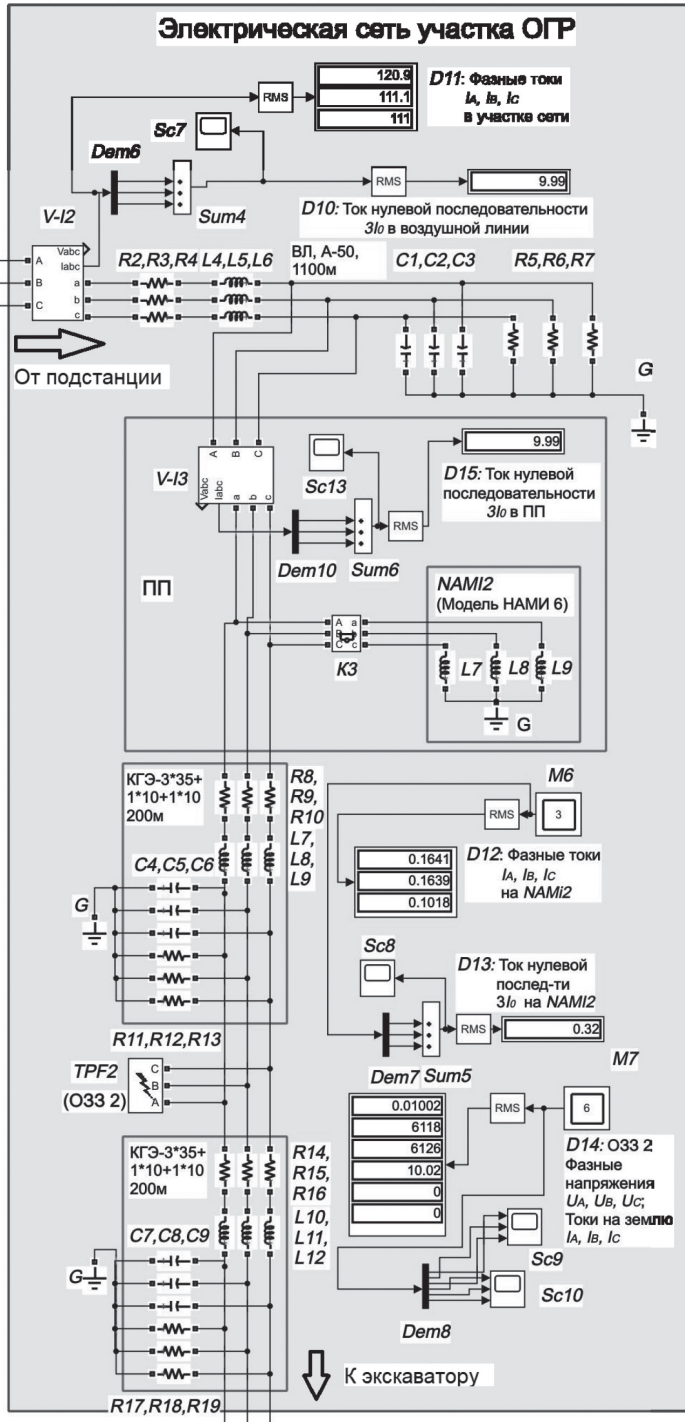 Электрическая сеть участка ОГР
120.9
111.1
111
RMS
D11: Фазные токи
IA, IB, IC
в участке сети
Sc7
Dem6
Sum4
RMS
9.99
D10: Ток нулевой последовательности
3I0 в воздушной линии
V-I2
Vabc
Iabc
A
B
C
a
b
c
R2,R3,R4
L4,L5,L6
ВЛ, А-50,
1100м
C1,C2,C3
R5,R6,R7
От подстанции
G
A
B
C
V-I3
Vabc
Iabc
a
b
c
Sc13
9.99
D15: Ток нулевой
последовательности
3I0 в ПП
RMS
Dem10
Sum6
ПП
NAMI2
(Модель НАМИ 6)
A
B
C
a
b
c
K3
L7
L8
L9
G
КГЭ-3*35+
1*10+1*10
200м
R8,
R9,
R10
L7,
L8,
L9
C4,C5,C6
G
R11,R12,R13
M6
3
RMS
D12: Фазные токи
IA, IB, IC
на NAMi2
0.1641
0.1639
0.1018
Sc8
D13: Ток нулевой
послед-ти
3I0 на NAMI2
RMS
0.32
Dem7
Sum5
M7
TPF2
(ОЗЗ 2)
C
B
A
0.01002
6118
6126
10.02
0
0
RMS
6
D14: ОЗЗ 2
Фазные
напряжения
UA, UB, UC;
Токи на землю
IA, IB, IC
КГЭ-3*35+
1*10+1*10
200м
R14,
R15,
R16
L10,
L11,
L12
C7,C8,C9
G
Sc9
Sc10
Dem8
К экскаватору
R17,R18,R19